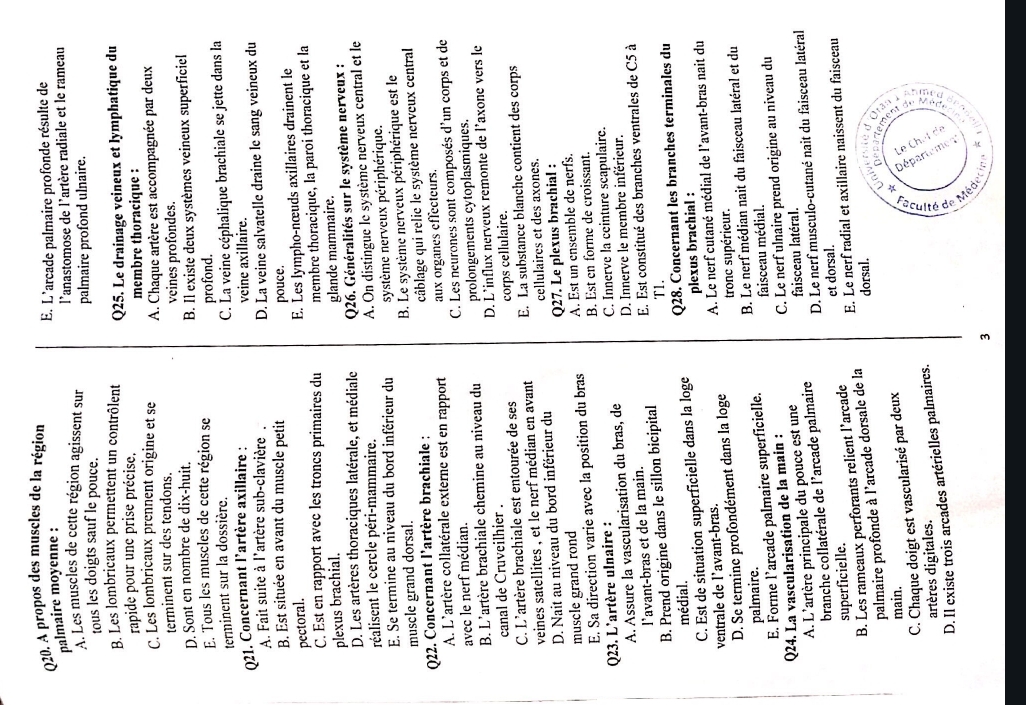 Q20. A propos des muscles de la région
palmaire moyenne :
A. Les muscles de cette région agissent sur
tous les doigts sauf le pouce.
B. Les lombricaux permettent un contrôlent
rapide pour une prise précise.
C. Les lombricaux prennent origine et se
terminent sur des tendons.
D. Sont en nombre de dix-huit.
E. Tous les muscles de cette région se
terminent sur la dossière.
Q21. Concernant l'artère axillaire :
A. Fait suite à l'artère sub-clavière .
B. Est située en avant du muscle petit
pectoral.
C. Est en rapport avec les troncs primaires du
plexus brachial.
D. Les artères thoraciques latérale, et médiale
réalisent le cercle péri-mammaire.
E. Se termine au niveau du bord inférieur du
muscle grand dorsal.
Q22. Concernant l'artère brachiale :
A. L'artère collatérale externe est en rapport
avec le nerf médian.
B. L'artère brachiale chemine au niveau du
canal de Cruveilhier .
C. L'artère brachiale est entourée de ses
veines satellites , et le nerf médian en avant
D. Nait au niveau du bord inférieur du
muscle grand rond
E. Sa direction varie avec la position du bras
Q23. L'artère ulnaire :
A. Assure la vascularisation du bras, de
l'avant-bras et de la main.
B. Prend origine dans le sillon bicipital
médial.
C. Est de situation superficielle dans la loge
ventrale de l'avant-bras.
D. Se termine profondément dans la loge
palmaire.
E. Forme l'arcade palmaire superficielle.
Q24. La vascularisation de la main :
A. L'artère principale du pouce est une
branche collatérale de l'arcade palmaire
superficielle.
B. Les rameaux perforants relient l'arcade
palmaire profonde à l'arcade dorsale de la
main.
C. Chaque doigt est vascularisé par deux
artères digitales.
D. Il existe trois arcades artérielles palmaires.
E. L'arcade palmaire profonde résulte de
l'anastomose de l'artère radiale et le rameau
palmaire profond ulnaire.
Q25. Le drainage veineux et lymphatique du
membre thoracique :
A. Chaque artère est accompagnée par deux
veines profondes.
B. Il existe deux systèmes veineux superficiel
profond.
C. La veine céphalique brachiale se jette dans la
veine axillaire.
D. La veine salvatelle draine le sang veineux du
pouce.
E. Les lympho-nœuds axillaires drainent le
membre thoracique, la paroi thoracique et la
glande mammaire.
Q26. Généralités sur le système nerveux :
A. On distingue le système nerveux central et le
système nerveux périphérique.
B. Le système nerveux périphérique est le
câblage qui relie le système nerveux central
aux organes effecteurs.
C. Les neurones sont composés d'un corps et de
prolongements cytoplasmiques.
D. L'influx nerveux remonte de l'axone vers le
corps cellulaire.
E. La substance blanche contient des corps
cellulaires et des axones.
Q27. Le plexus brachial :
A. Est un ensemble de nerfs.
B. Est en forme de croissant.
C. Innerve la ceinture scapulaire.
D. Innerve le membre inférieur.
E. Est constitué des branches ventrales de C5 à
T1.
Q28. Concernant les branches terminales du
plexus brachial :
A. Le nerf cutané médial de l'avant-bras nait du
tronc supérieur.
B. Le nerf médian nait du faisceau latéral et du
faisceau médial.
C. Le nerf ulnaire prend origine au niveau du
faisceau latéral.
D. Le nerf musculo-cutané nait du faisceau latéral
et dorsal.
E. Le nerf radial et axillaire naissent du faisceau
dorsal.
Université d'Oran 1 Ahmed
Département de Médecine
Le Chef de
Département
Faculté de Médecine
3